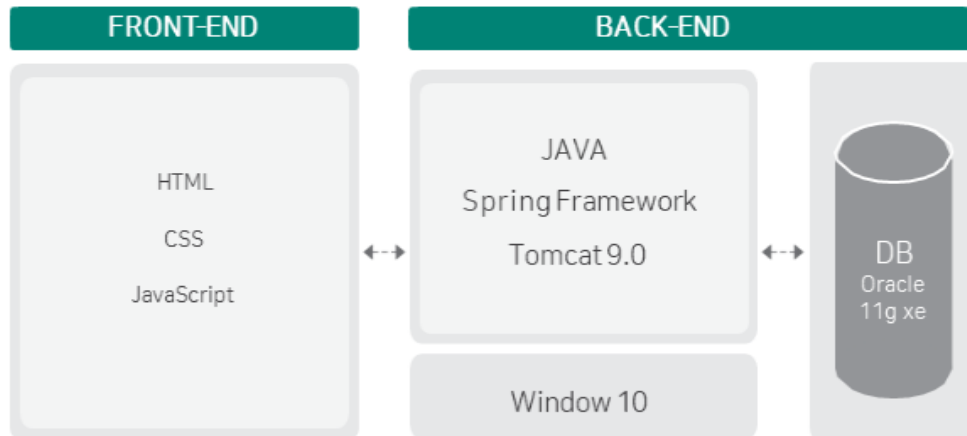 FRONT-END
HTML
CSS
JavaScript
BACK-END
JAVA
Spring Framework
Tomcat 9.0
Window 10
DB
Oracle
11g xe